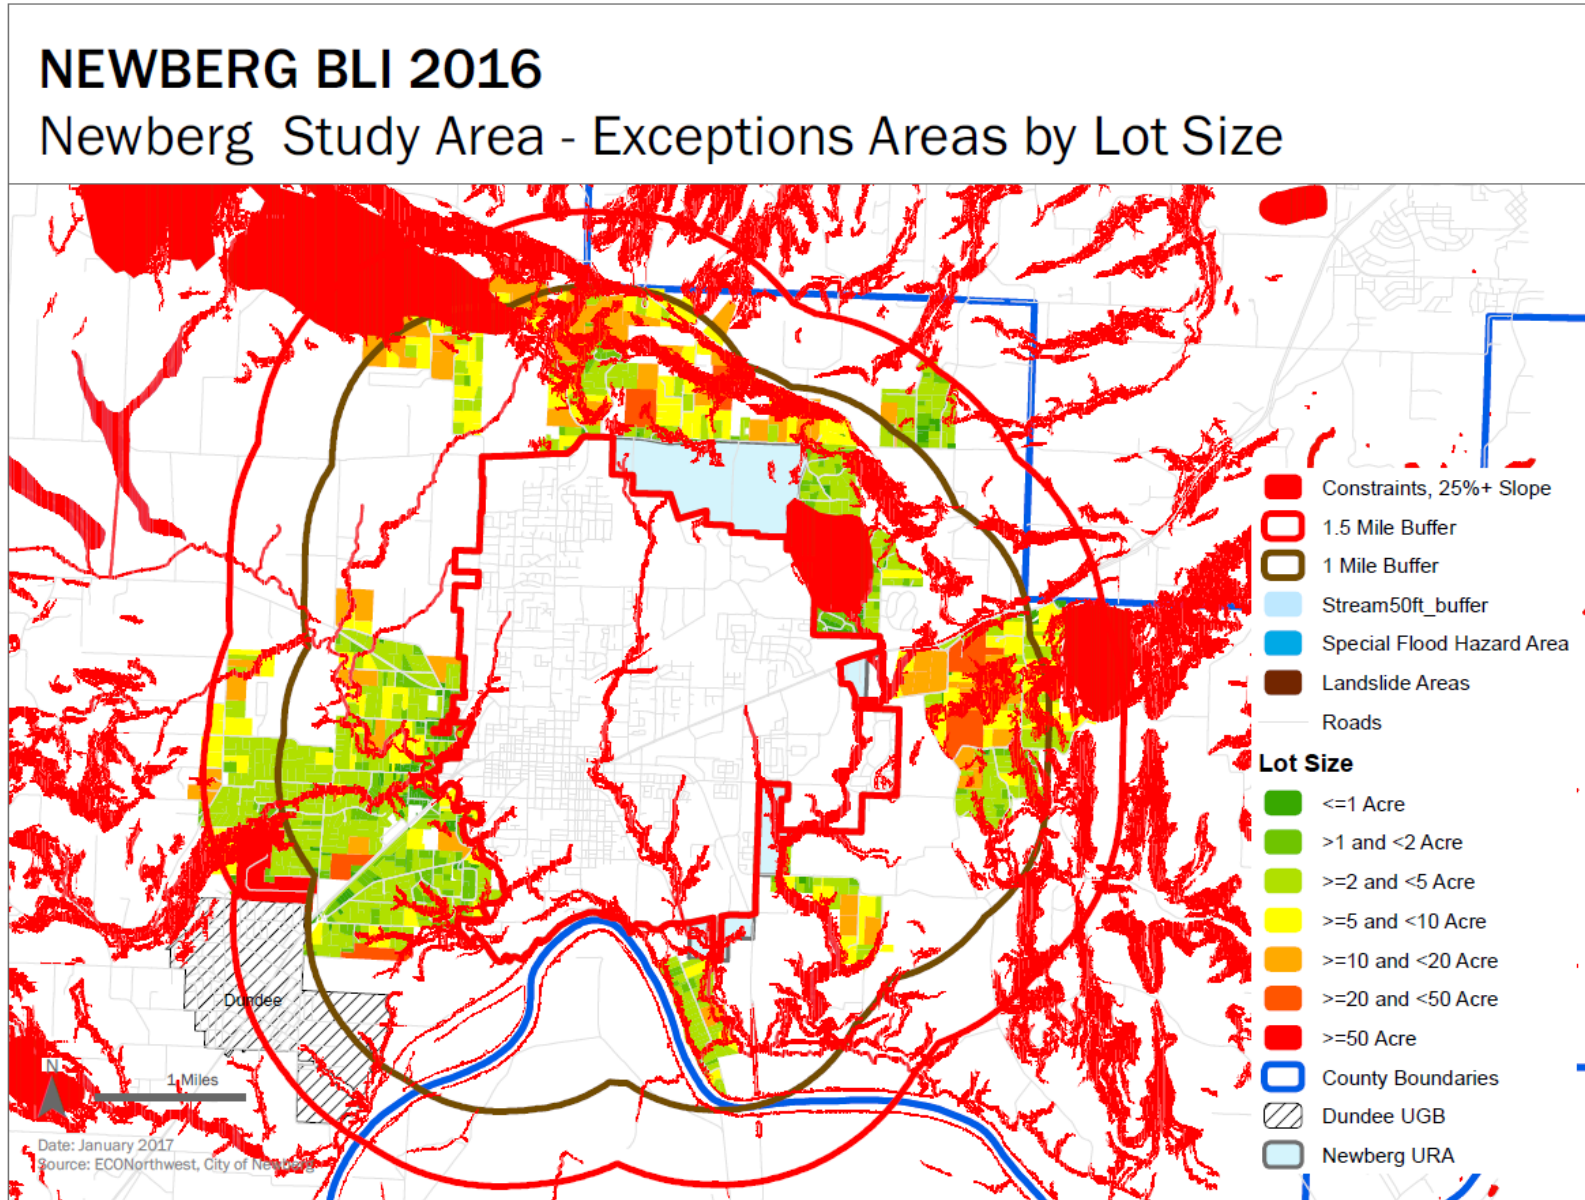 NEWBERG BLI 2016
Newberg Study Area - Exceptions Areas by Lot Size
Constraints, 25%+ Slope
1.5 Mile Buffer
1 Mile Buffer
Stream50ft_buffer
Special Flood Hazard Area
Landslide Areas
Roads
Lot Size
<=1 Acre
>1 and <2 Acre
>=2 and <5 Acre
>=5 and <10 Acre
>=10 and <20 Acre
>=20 and <50 Acre
>=50 Acre
County Boundaries
Dundee UGB
Newberg URA
Dundee
N
1 Miles
Date: January 2017
Source: ECONorthwest, City of Newberg